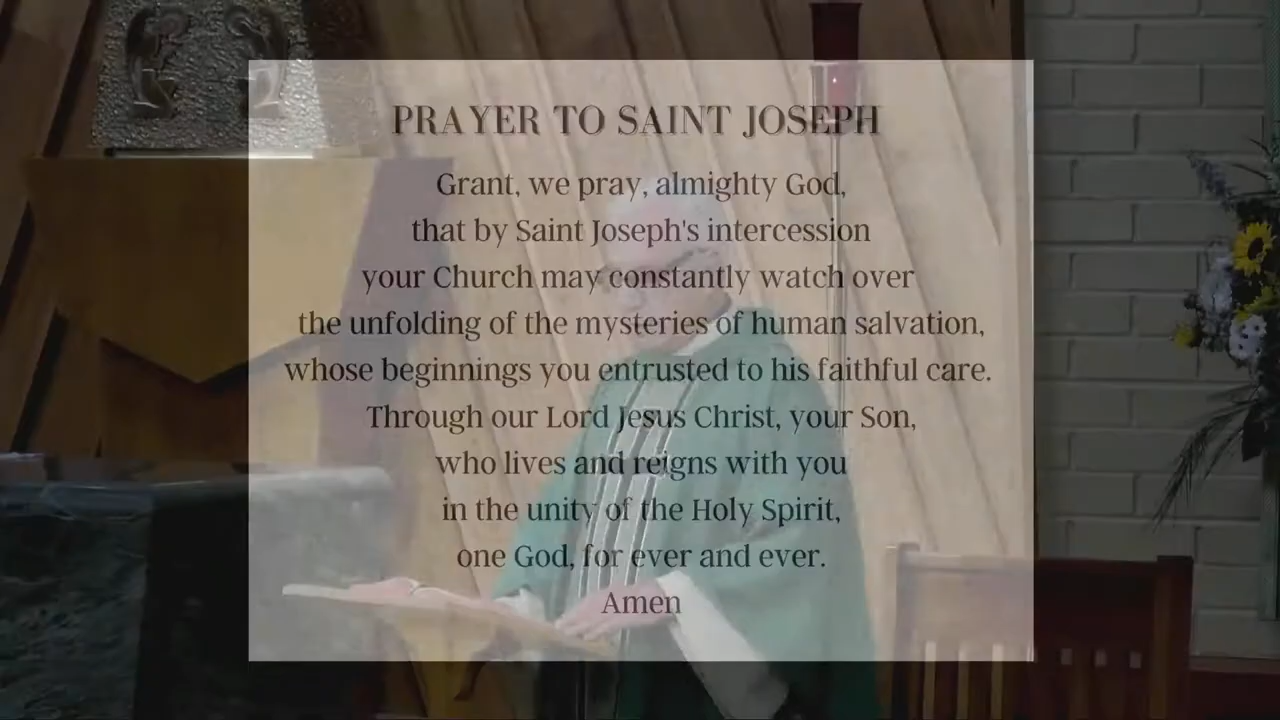 PRAYER TO SAINT JOSEPH
Grant, we pray, almighty God,
that by Saint Joseph's intercession
your Church may constantly watch over
the unfolding of the mysteries of human salvation,
whose beginnings you entrusted to his faithful care.
Through our Lord Jesus Christ, your Son,
who lives and reigns with you
in the unity of the Holy Spirit,
one God, for ever and ever.
Amen